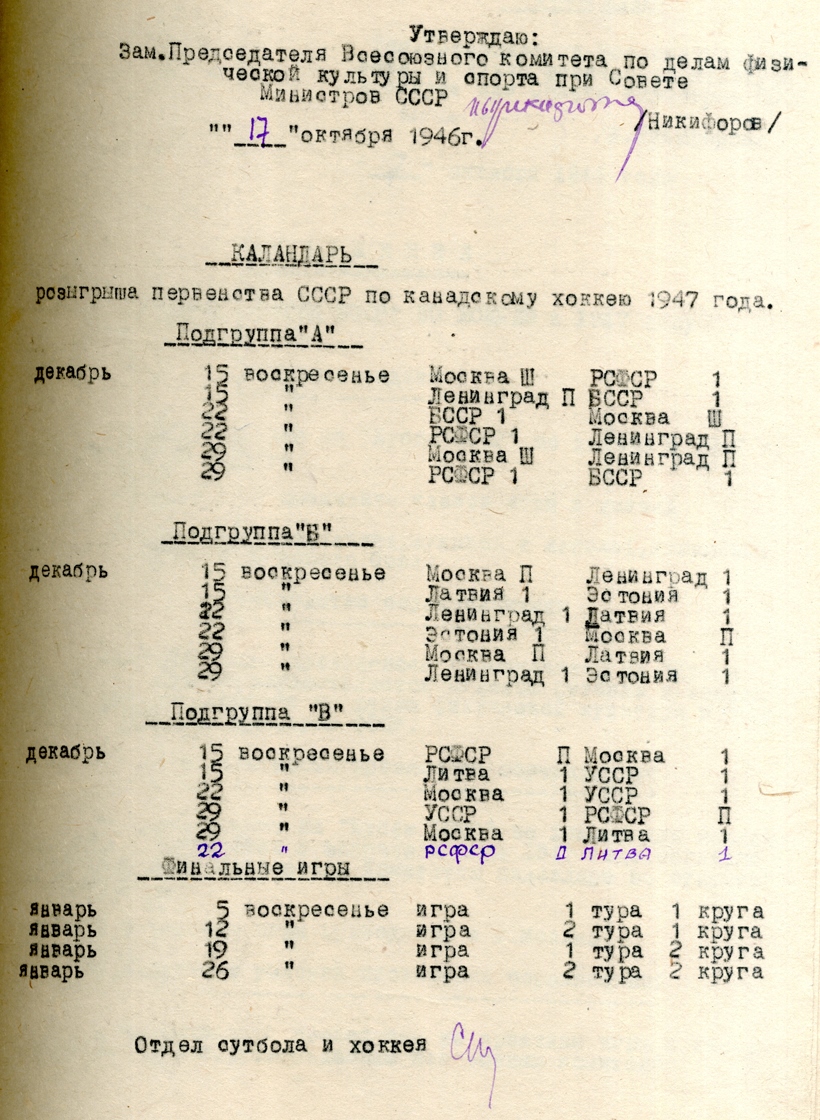 Утверждаю:
Зам.Председателя Всесоюзного комитета по делам физи-
ческой культуры и спорта при Совете
Министров СССР
/Никифоров/
"" 17 "октября 1946г.
КАЛАНДАРЬ
розыгрыша первенства СССР по канадскому хоккею 1947 года.
Подгруппа"А"
декабрь 15 воскресенье Москва Ш РСФСР 1
15 " Ленинград П БССР 1
22 " БССР 1 Москва Ш
22 " РСФСР 1 Ленинград П
29 " Москва Ш Ленинград П
29 " РСФСР 1 БССР 1
Подгруппа"Б"
декабрь 15 воскресенье Москва П Ленинград 1
15 " Латвия 1 Эстония 1
22 " Ленинград 1 Латвия 1
22 " Эстония 1 Москва П
29 " Москва П Латвия 1
29 " Ленинград 1 Эстония 1
Подгруппа "В"
декабрь 15 воскресенье РСФСР П Москва 1
15 " Литва 1 УССР 1
22 " Москва 1 УССР 1
29 " УССР 1 РСФСР П
29 " Москва 1 Литва 1
22 " РСФСР П ЛИТВА 1
Финальные игры
январь 5 воскресенье игра 1 тура 1 круга
январь 12 " игра 2 тура 1 круга
январь 19 " игра 1 тура 2 круга
январь 26 " игра 2 тура 2 круга
Отдел футбола и хоккея